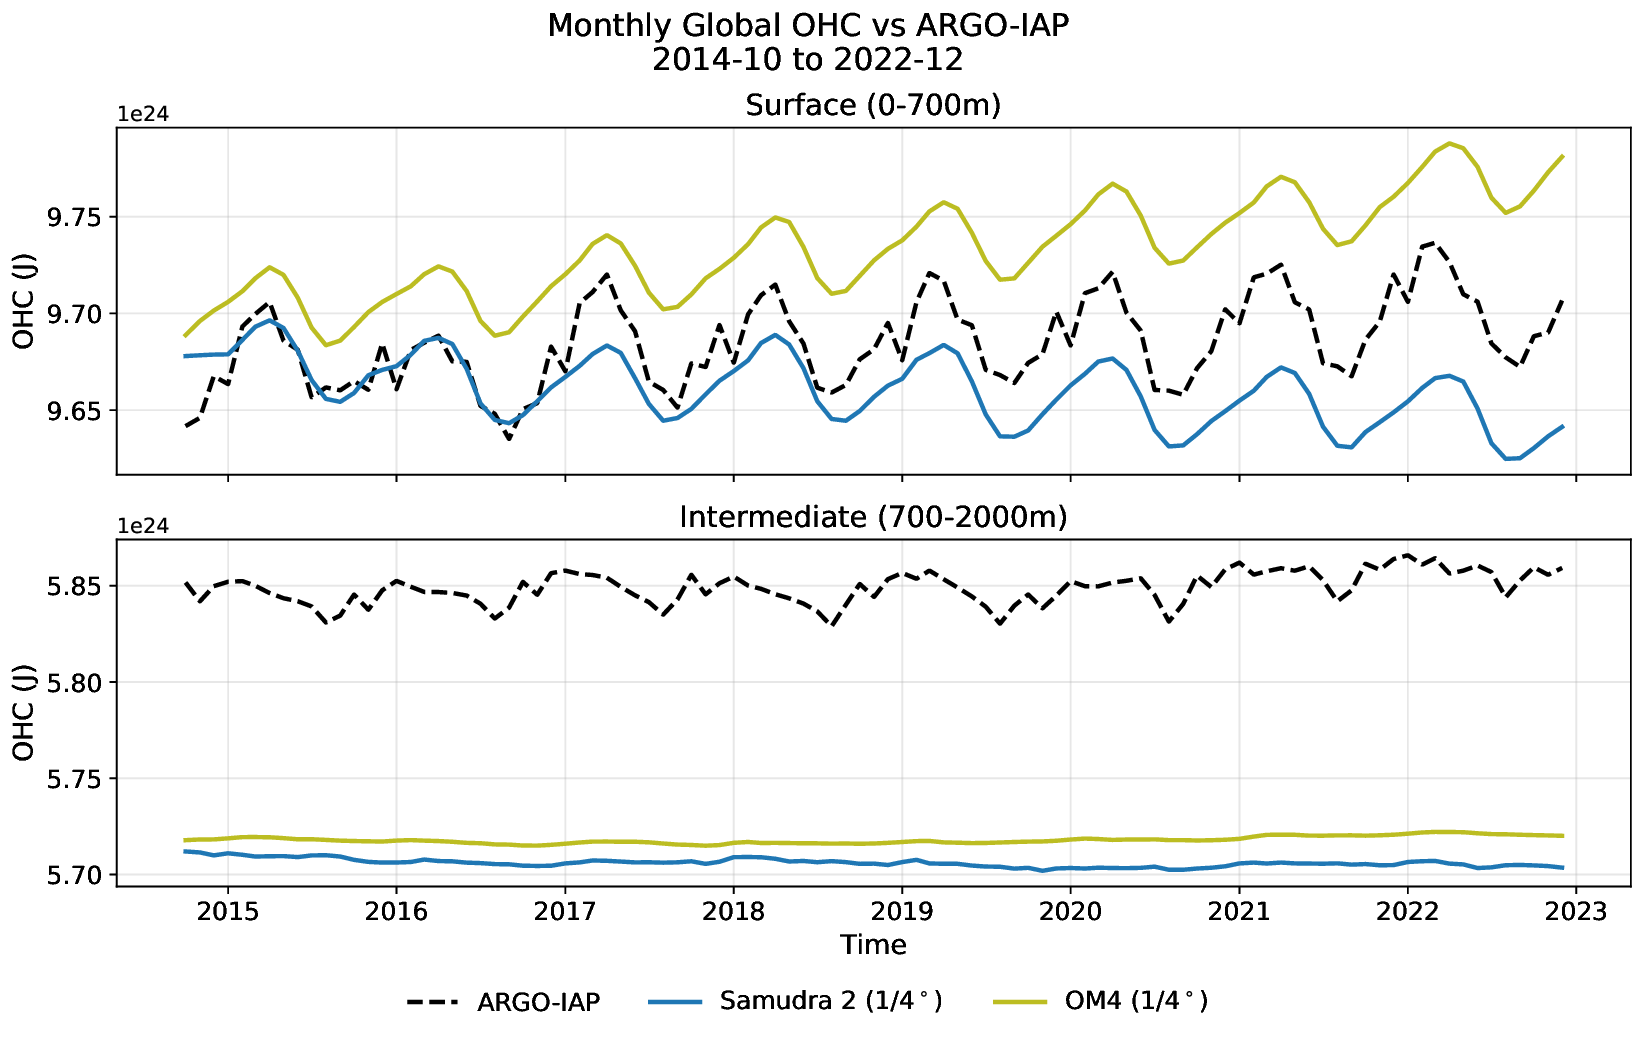 Monthly Global OHC vs ARGO-IAP
2014-10 to 2022-12
Surface (0-700m)
1e24
OHC (J)
9.75
9.70
9.65
Intermediate (700-2000m)
1e24
OHC (J)
5.85
5.80
5.75
5.70
2015 2016 2017 2018 2019 2020 2021 2022 2023
Time
ARGO-IAP Samudra 2 (1/4°) OM4 (1/4°)